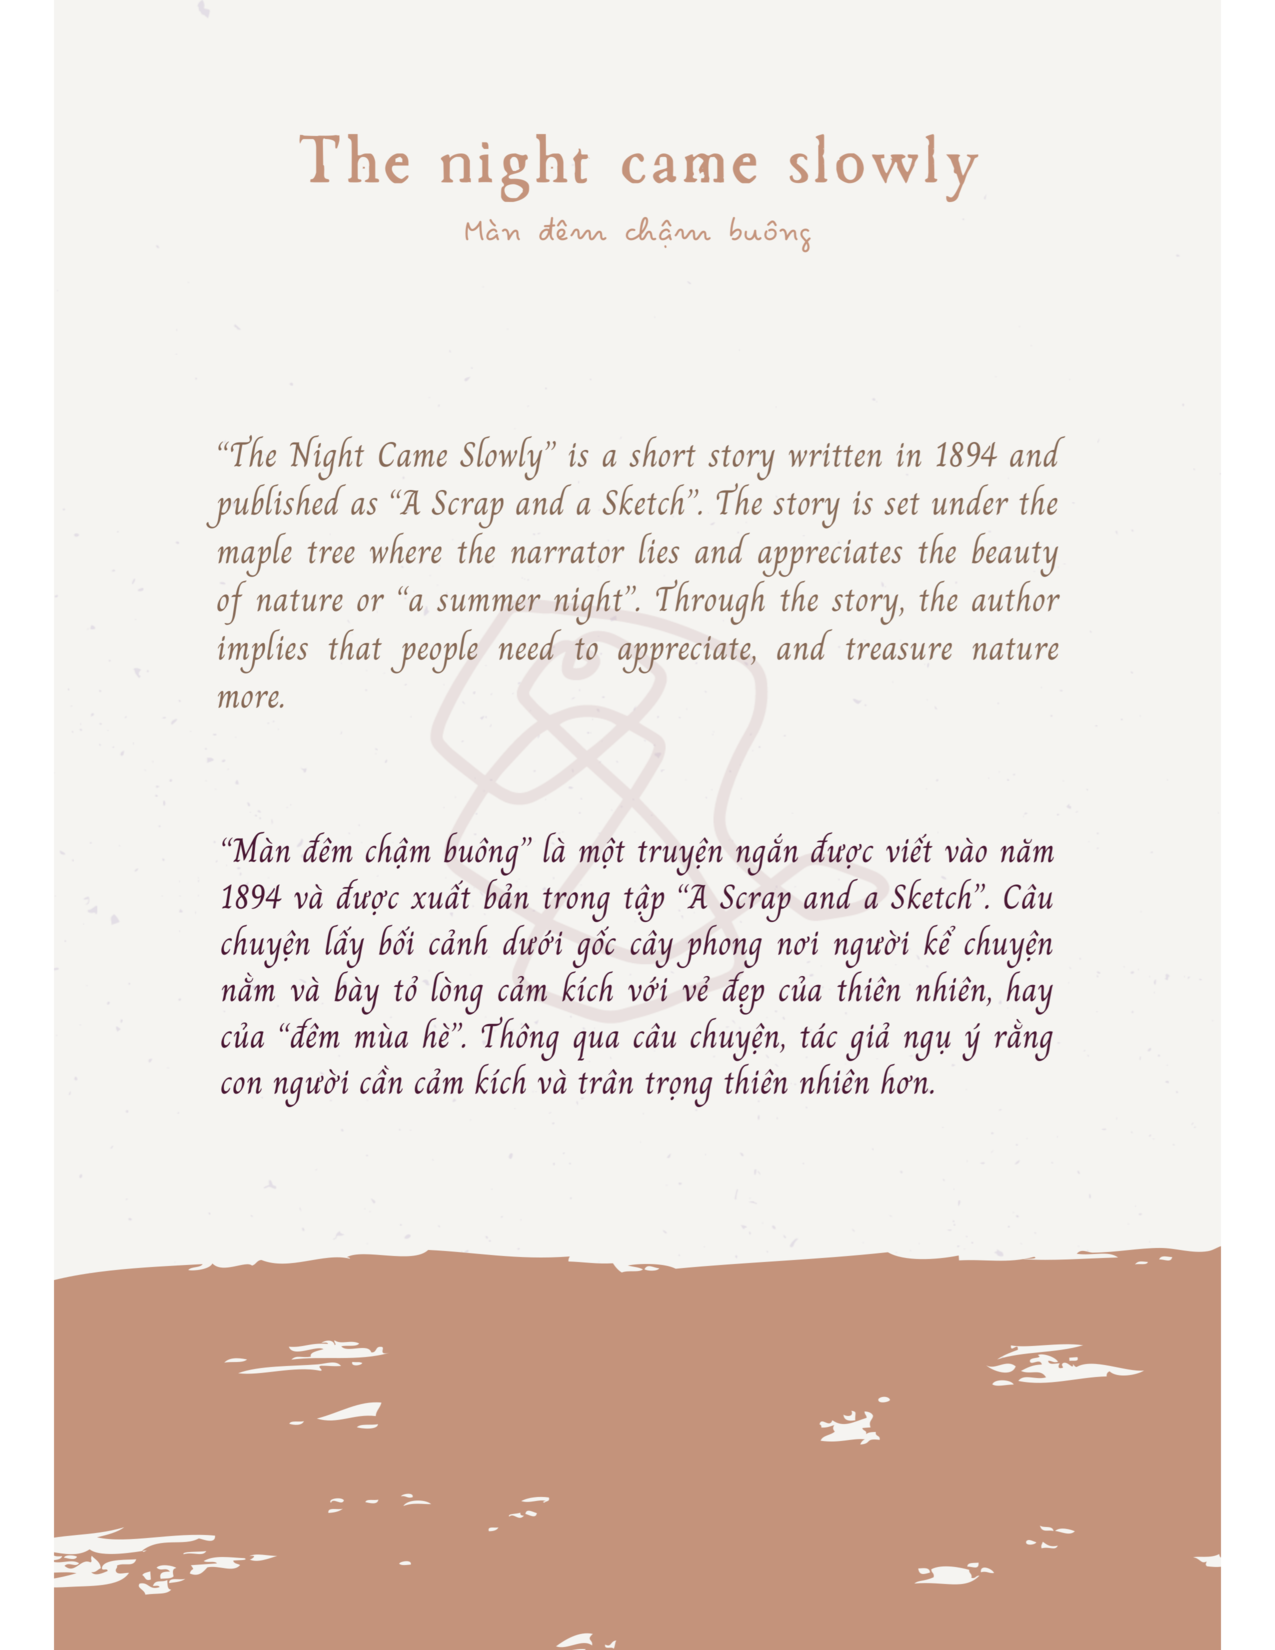 The night came slowly
Màn đêm chậm buông
“The Night Came Slowly” is a short story written in 1894 and
published as “A Scrap and a Sketch”. The story is set under the
maple tree where the narrator lies and appreciates the beauty
of nature or “a summer night”. Through the story, the author
implies that people need to appreciate, and treasure nature
more.
“Màn đêm chậm buông” là một truyện ngắn được viết vào năm
1894 và được xuất bản trong tập “A Scrap and a Sketch”. Câu
chuyện lấy bối cảnh dưới gốc cây phong nơi người kể chuyện
nằm và bày tỏ lòng cảm kích với vẻ đẹp của thiên nhiên, hay
của “đêm mùa hè”. Thông qua câu chuyện, tác giả ngụ ý rằng
con người cần cảm kích và trân trọng thiên nhiên hơn.